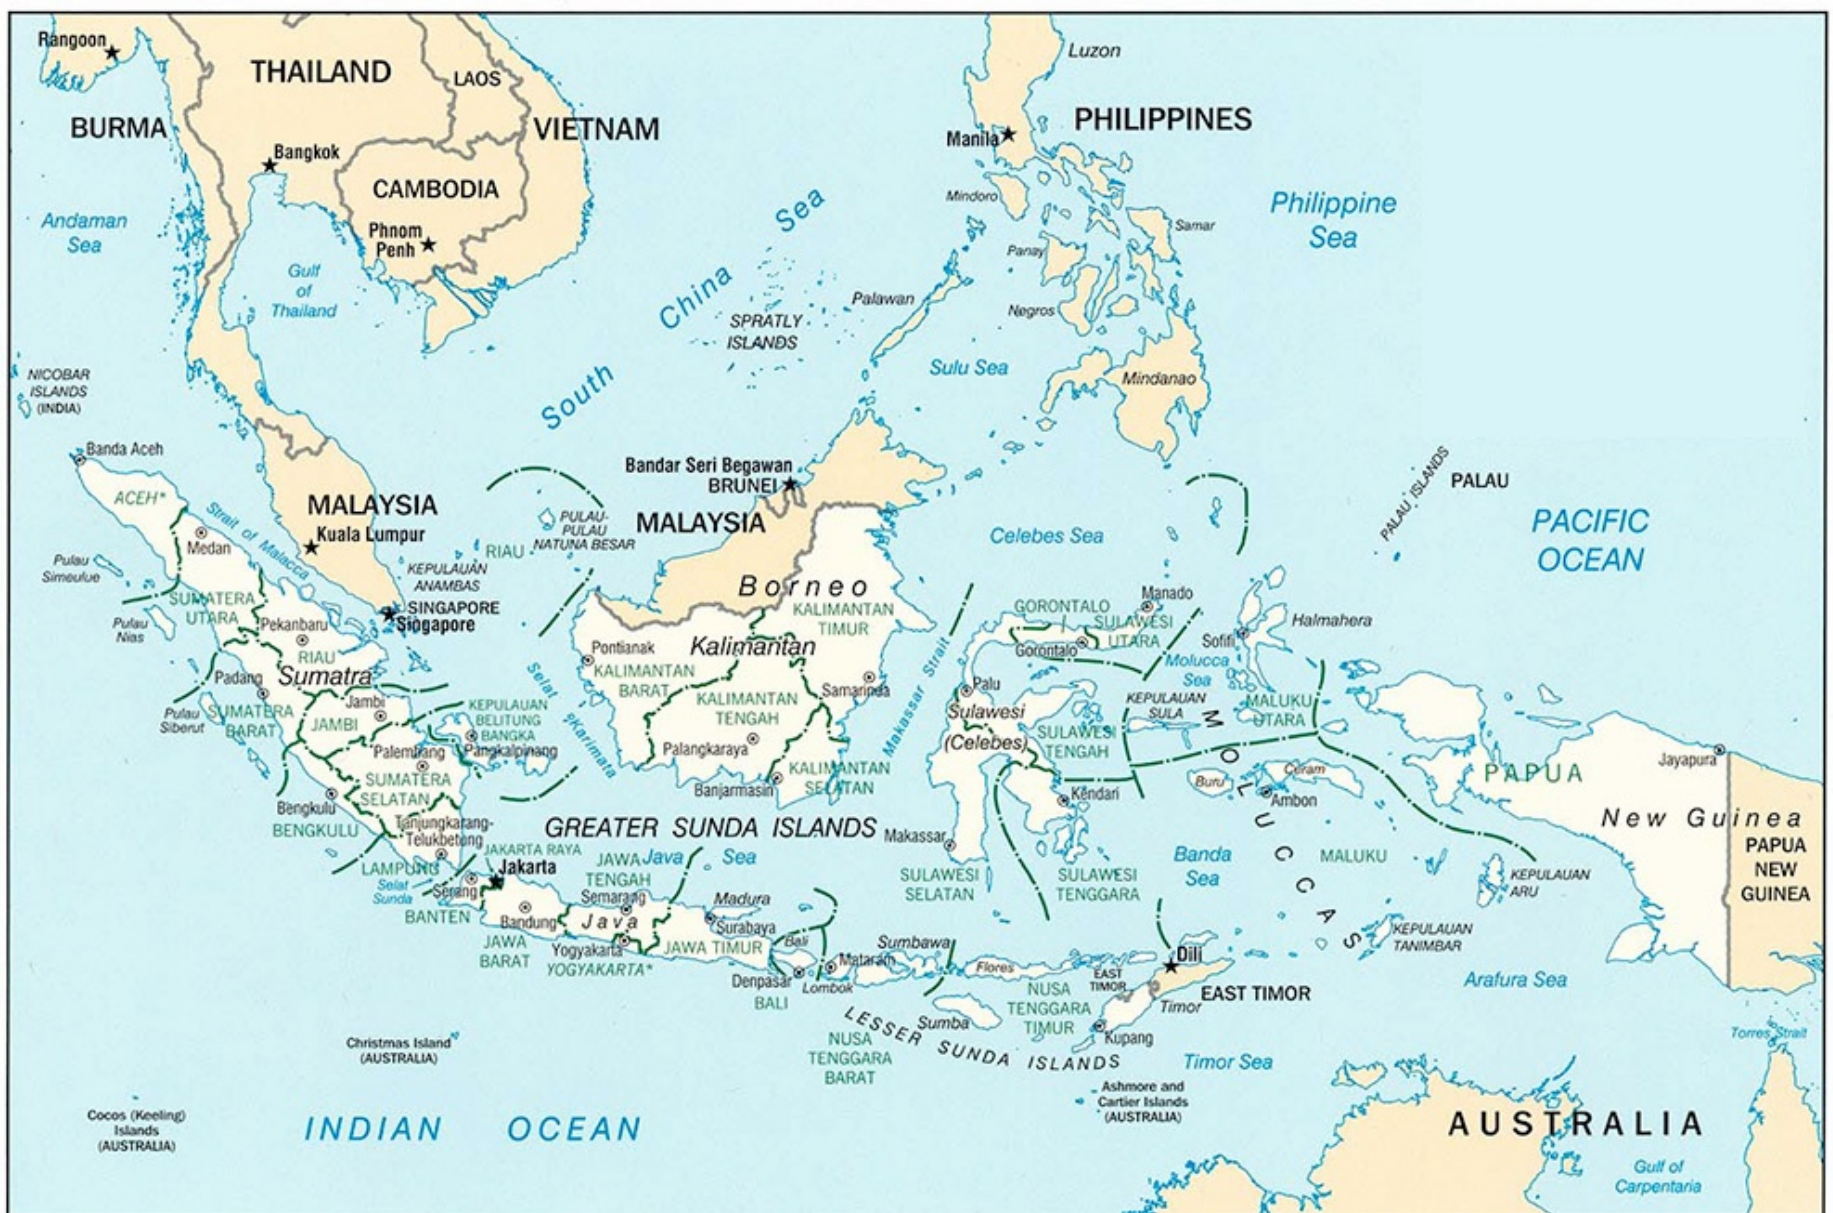 Rangoon
THAILAND
LAOS
Luzon
BURMA
VIETNAM
Manila
PHILIPPINES
Bangkok
CAMBODIA
Mindoro
Philippine
Sea
Andaman
Sea
Phnom
Penh
Samar
Panay
Gulf
of
Thailand
South China Sea
Palawan
Negros
SPRATLY
ISLANDS
Sulu Sea
Mindanao
NICOBAR
ISLANDS
(INDIA)
Banda Aceh
ACEH*
Strait of Malacca
Medan
MALAYSIA
Kuala Lumpur
Bandar Seri Begawan
BRUNEI
MALAYSIA
PULAU-
PULAU
NATUNA BESAR
RIAU
KEPULAUAN
ANAMBAS
Celebes Sea
PALAU ISLANDS
PALAU
PACIFIC
OCEAN
Pulau
Simeulue
SUMATERA
UTARA
Pulau
Nias
Pekanbaru
RIAU
SINGAPORE
Singapore
Borneo
KALIMANTAN
TIMUR
Pontianak
Kalimantan
KALIMANTAN
BARAT
KALIMANTAN
TENGAH
Samarinda
Palangkaraya
Banjarmasin
KALIMANTAN
SELATAN
Makassar Strait
Selat
Karimata
Manado
GORONTALO
SULAWESI
UTARA
Gorontalo
Sofifi
Halmahera
Molucca
Sea
Palu
Sulawesi
(Celebes)
SULAWESI
TENGAH
KEPULAUAN
SULA
MALUKU
UTARA
MOLUCCAS
Padang
Sumatra
Pulau
Siberut
SUMATERA
BARAT
Jambi
JAMBI
KEPULAUAN
BELITUNG
BANGKA
Pangkalpinang
Palembang
SUMATERA
SELATAN
Bengkulu
BENGKULU
Tanjungkarang-
Telukbetung
LAMPUNG
Selat
Sunda
Kendari
Buru
Ceram
Ambon
Jayapura
PAPUA
New Guinea
PAPUA
NEW
GUINEA
GREATER SUNDA ISLANDS
Makassar
SULAWESI
SELATAN
SULAWESI
TENGGARA
Banda
Sea
MALUKU
KEPULAUAN
ARU
KEPULAUAN
TANIMBAR
Java Sea
JAKARTA RAYA
Jakarta
Serang
BANTEN
JAWA
TENGAH
Semarang
Madura
Bandung
Java
Surabaya
JAWA
BARAT
Yogyakarta
YOGYAKARTA*
JAWA TIMUR
Bali
Mataram
Sumbawa
Denpasar
BALI
Lombok
Flores
EAST
TIMOR
Dili
EAST TIMOR
Timor
Arafura Sea
NUSA
TENGGARA
TIMUR
Sumba
Kupang
LESSER SUNDA ISLANDS
NUSA
TENGGARA
BARAT
Timor Sea
Torres Strait
Christmas Island
(AUSTRALIA)
Ashmore and
Cartier Islands
(AUSTRALIA)
Cocos (Keeling)
Islands
(AUSTRALIA)
INDIAN OCEAN
AUSTRALIA
Gulf of
Carpentaria